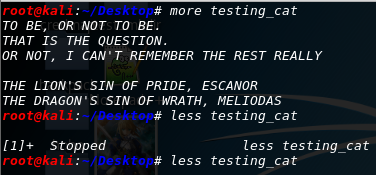 root@kali:~/Desktop# more testing_cat
TO BE, OR NOT TO BE.
THAT IS THE QUESTION.
OR NOT, I CAN'T REMEMBER THE REST REALLY
THE LION'S SIN OF PRIDE, ESCANOR
THE DRAGON'S SIN OF WRATH, MELIODAS
root@kali:~/Desktop# less testing_cat
[1]+  Stopped                 less testing_cat
root@kali:~/Desktop# less testing_cat